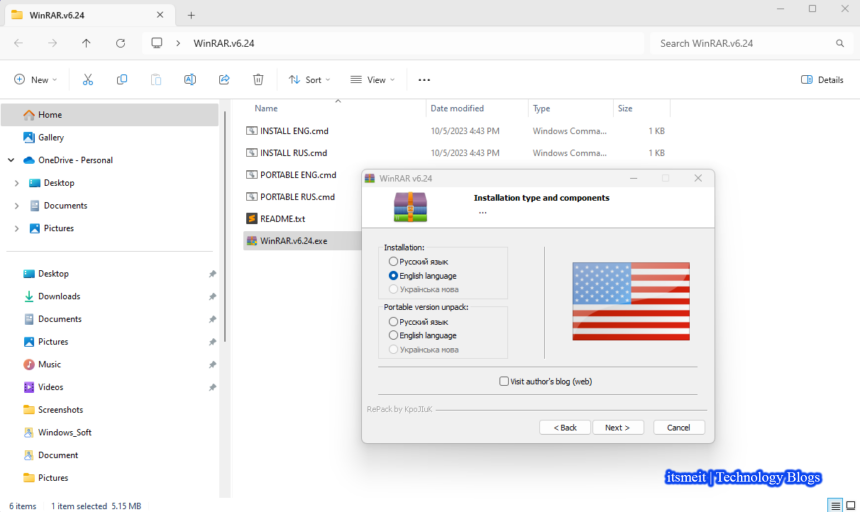 WinRAR.v6.24
WinRAR.v6.24
Search WinRAR.v6.24
New
Sort
View
Details
Home
Gallery
OneDrive - Personal
Desktop
Documents
Pictures
Desktop
Downloads
Documents
Pictures
Music
Videos
Screenshots
Windows_Soft
Document
Pictures
Name Date modified Type Size
INSTALL ENG.cmd 10/5/2023 4:43 PM Windows Comma... 1 KB
INSTALL RUS.cmd 10/5/2023 4:43 PM Windows Comma... 1 KB
PORTABLE ENG.cmd
PORTABLE RUS.cmd
README.txt
WinRAR.v6.24.exe
WinRAR v6.24
Installation type and components
...
Installation:
Русский язык
English language
Українська мова
Portable version unpack:
Русский язык
English language
Українська мова
Visit author's blog (web)
RePack by KpoJIuK
< Back
Next >
Cancel
itsmeit | Technology Blogs
6 items 1 item selected 5.15 MB